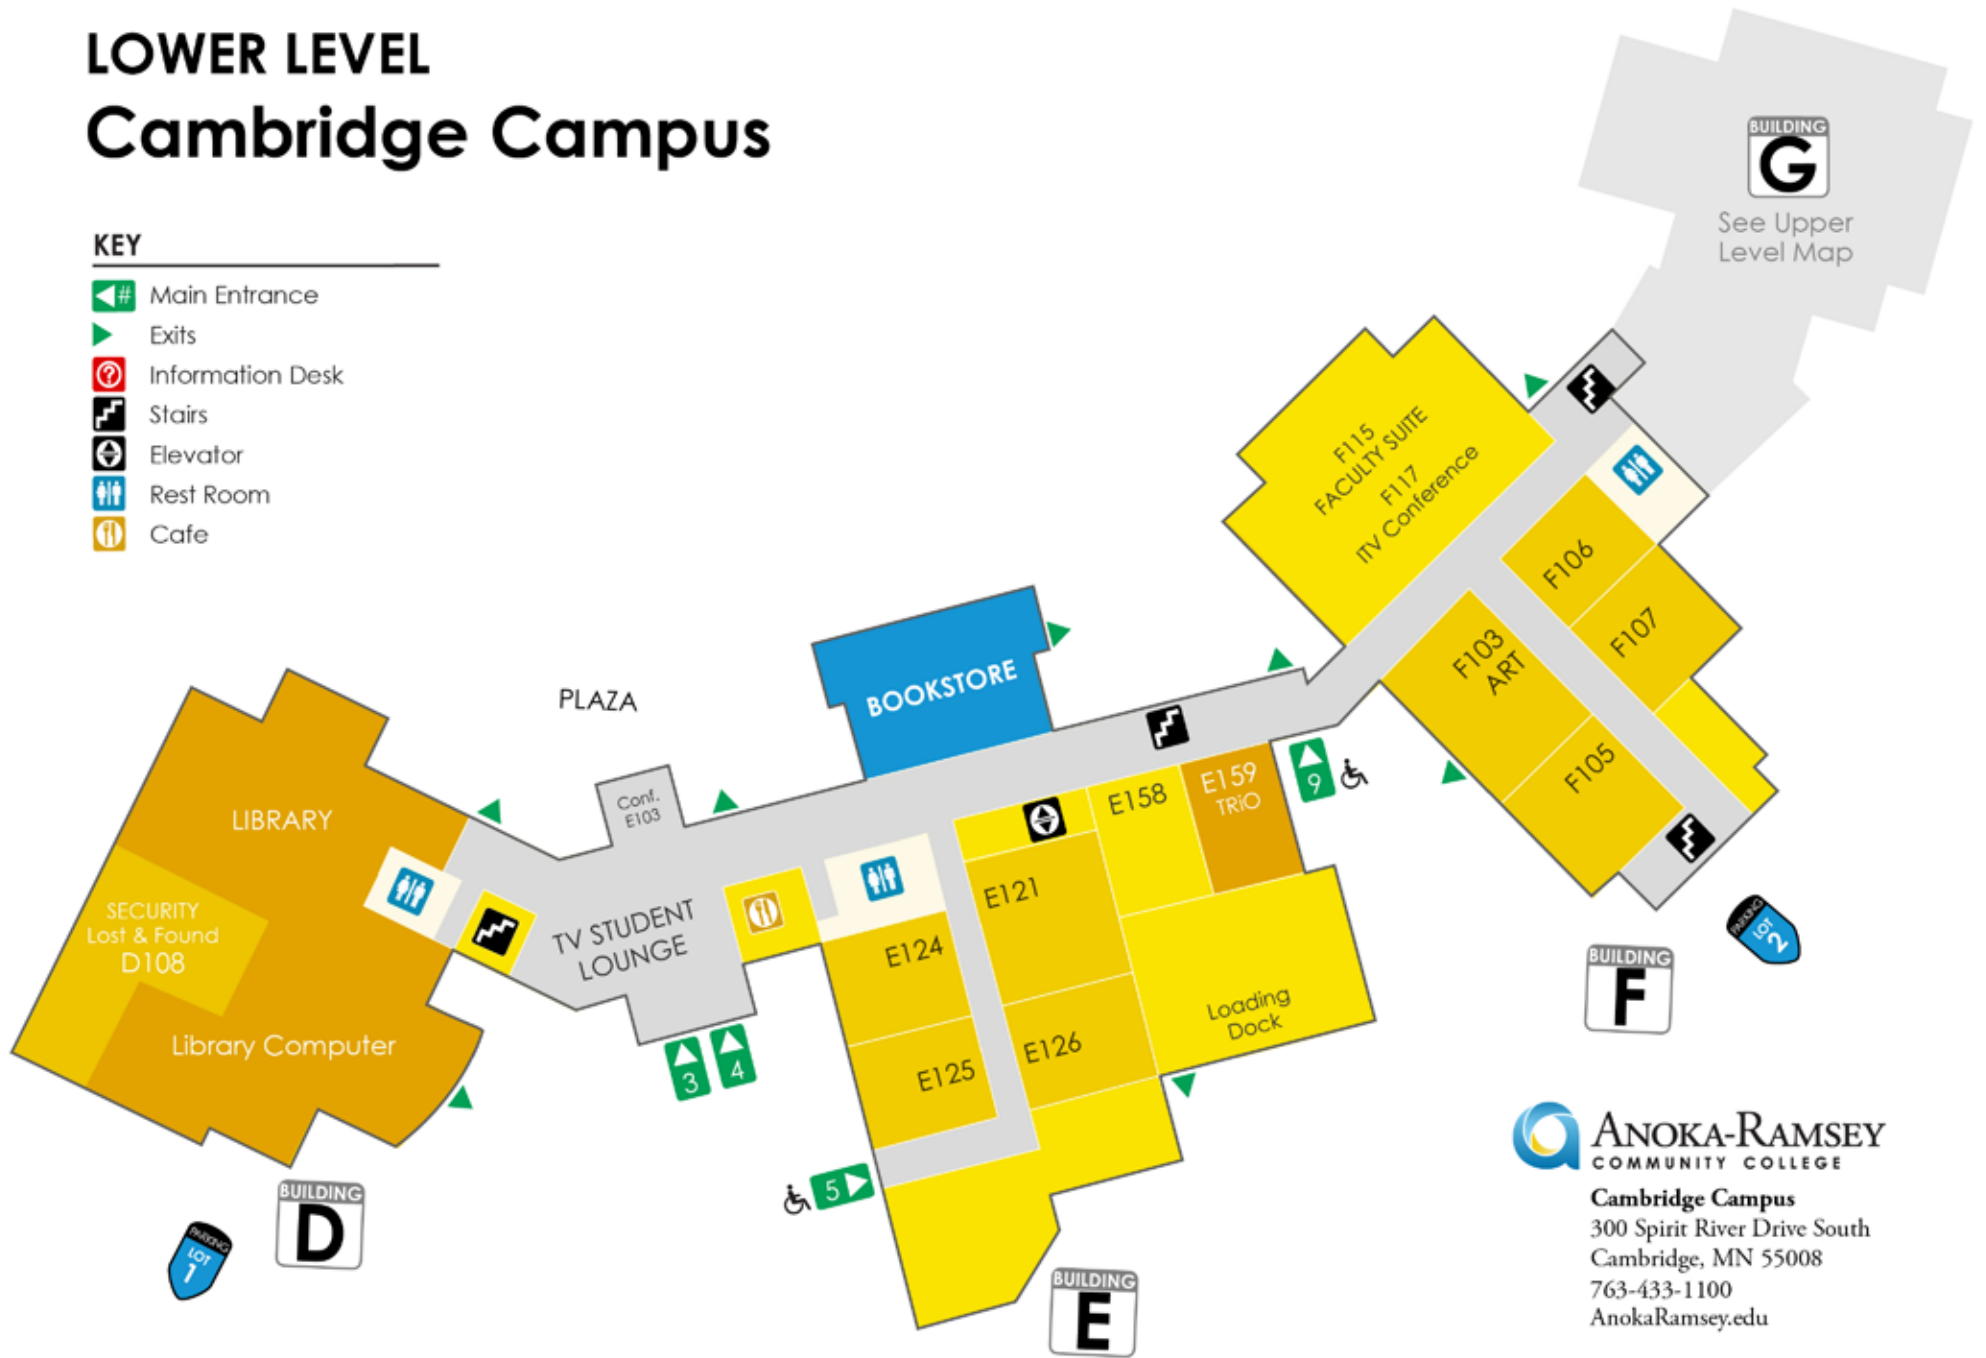 LOWER LEVEL
Cambridge Campus
KEY
#
Main Entrance
Exits
?
Information Desk
Stairs
Elevator
Rest Room
Cafe
BUILDING
G
See Upper
Level Map
F115
FACULTY SUITE
F117
ITV Conference
F106
F107
F103
ART
F105
BOOKSTORE
PLAZA
Conf.
E103
LIBRARY
SECURITY
Lost & Found
D108
Library Computer
TV STUDENT
LOUNGE
E158
E159
TRiO
9
E121
E124
E125
E126
Loading
Dock
3
4
5
PARKING
LOT
2
BUILDING
F
BUILDING
D
PARKING
LOT
1
BUILDING
E
ANOKA-RAMSEY
COMMUNITY COLLEGE
Cambridge Campus
300 Spirit River Drive South
Cambridge, MN 55008
763-433-1100
AnokaRamsey.edu